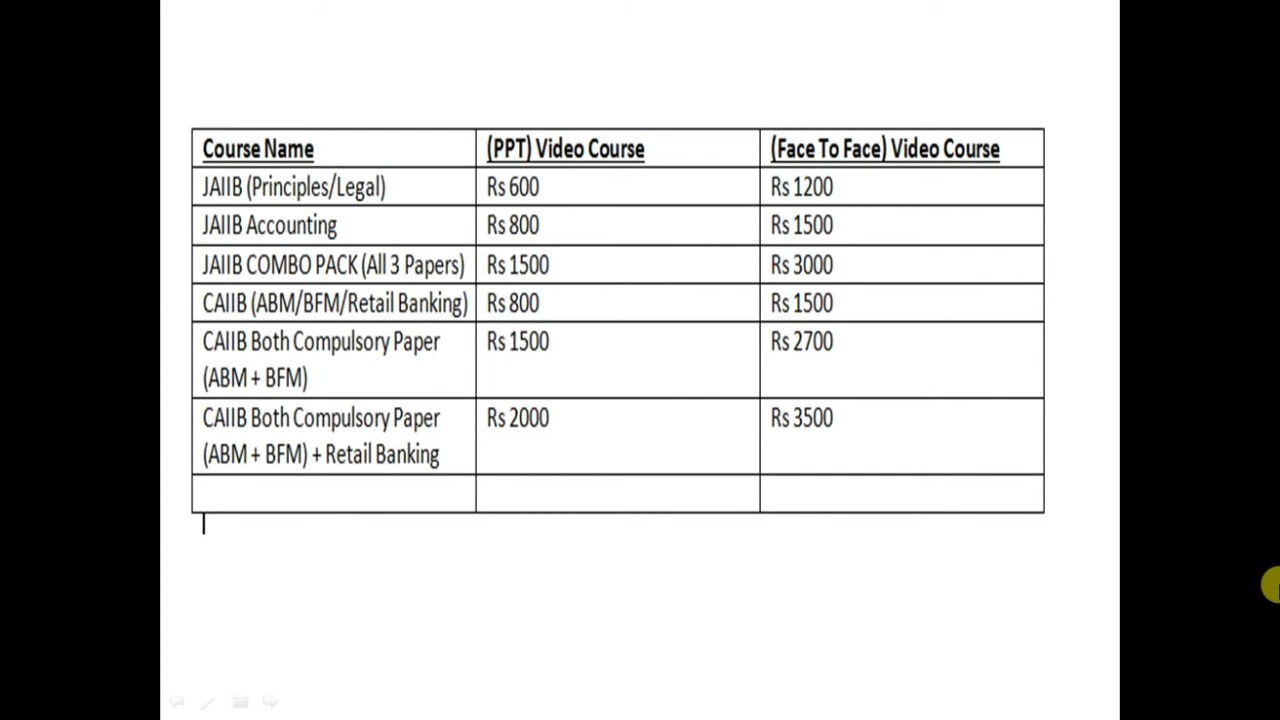 Course Name (PPT) Video Course (Face To Face) Video Course
JAIIB (Principles/Legal) Rs 600 Rs 1200
JAIIB Accounting Rs 800 Rs 1500
JAIIB COMBO PACK (All 3 Papers) Rs 1500 Rs 3000
CAIIB (ABM/BFM/Retail Banking) Rs 800 Rs 1500
CAIIB Both Compulsory Paper Rs 1500 Rs 2700
(ABM + BFM)
CAIIB Both Compulsory Paper Rs 2000 Rs 3500
(ABM + BFM) + Retail Banking